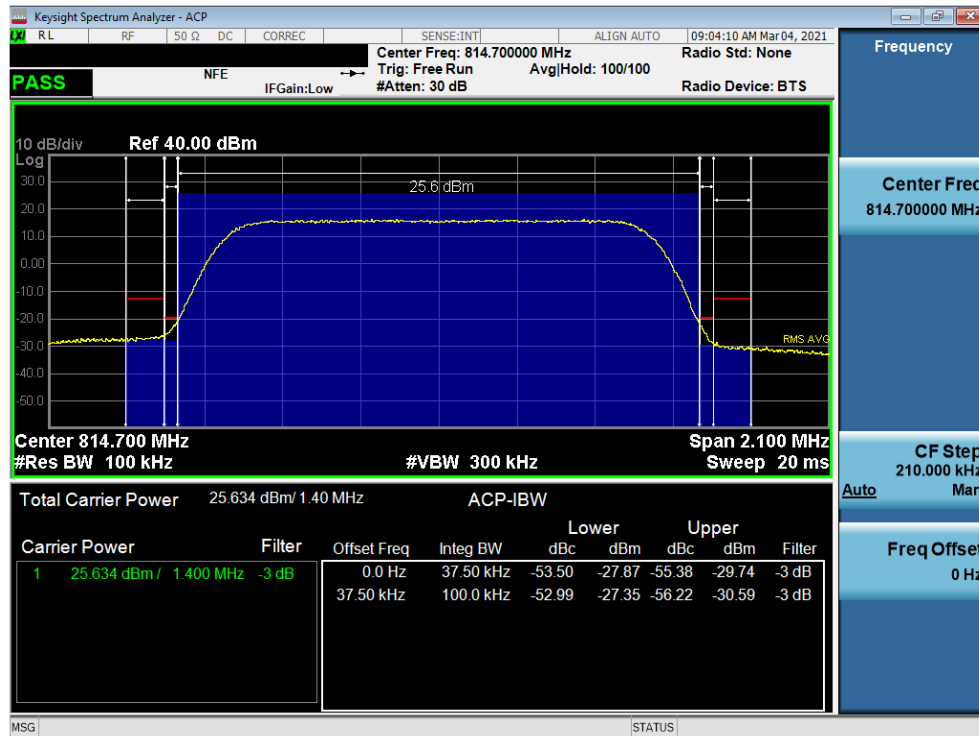 Keysight Spectrum Analyzer - ACP
LXI RL RF 50 Ω DC CORREC SENSE:INT ALIGN AUTO 09:04:10 AM Mar 04, 2021
Center Freq: 814.700000 MHz Radio Std: None
NFE Trig: Free Run Avg|Hold: 100/100
PASS IFGain:Low #Atten: 30 dB Radio Device: BTS
Frequency
10 dB/div Ref 40.00 dBm
Log
30.0
20.0
10.0
0.00
-10.0
-20.0
-30.0
-40.0
-50.0
25.6 dBm
RMS AVG
Center 814.700 MHz Span 2.100 MHz
#Res BW 100 kHz #VBW 300 kHz Sweep 20 ms
Center Freq
814.700000 MHz
CF Step
210.000 kHz
Auto Man
Freq Offset
0 Hz
Total Carrier Power 25.634 dBm/ 1.40 MHz ACP-IBW
Lower Upper
Carrier Power Filter Offset Freq Integ BW dBc dBm dBc dBm Filter
1 25.634 dBm / 1.400 MHz -3 dB 0.0 Hz 37.50 kHz -53.50 -27.87 -55.38 -29.74 -3 dB
37.50 kHz 100.0 kHz -52.99 -27.35 -56.22 -30.59 -3 dB
MSG STATUS